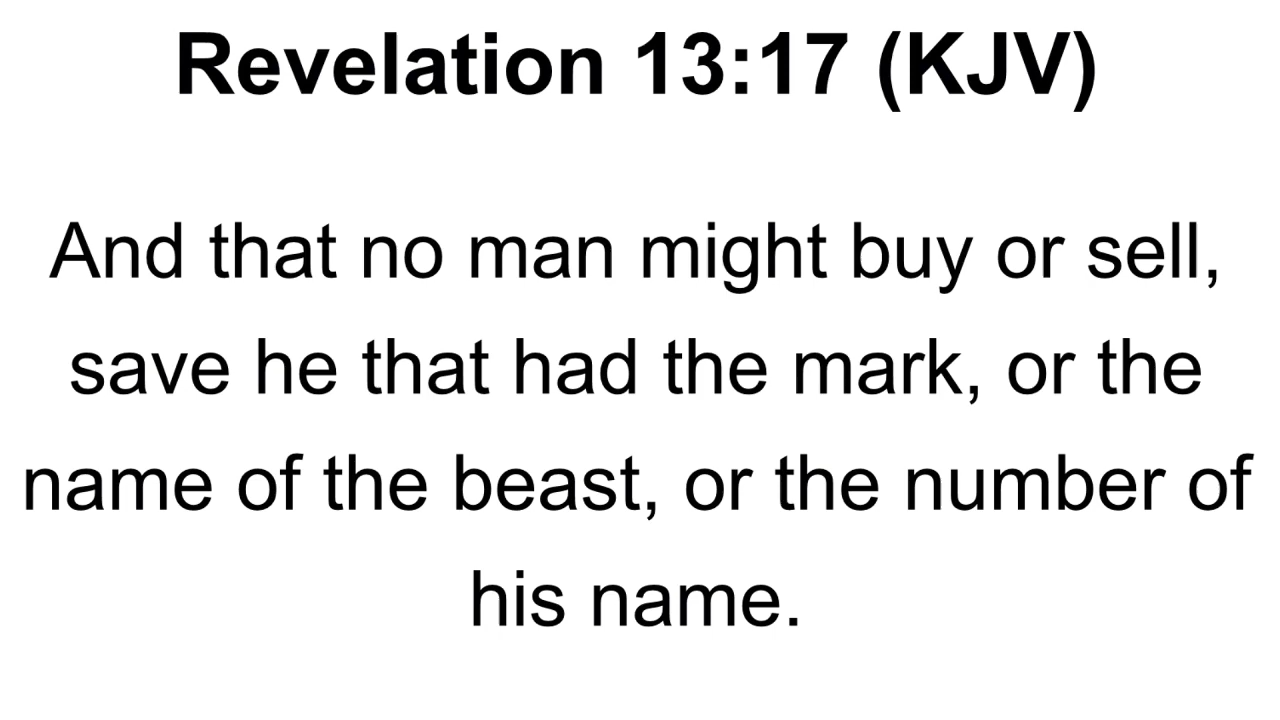 Revelation 13:17 (KJV)
And that no man might buy or sell,
save he that had the mark, or the
name of the beast, or the number of
his name.